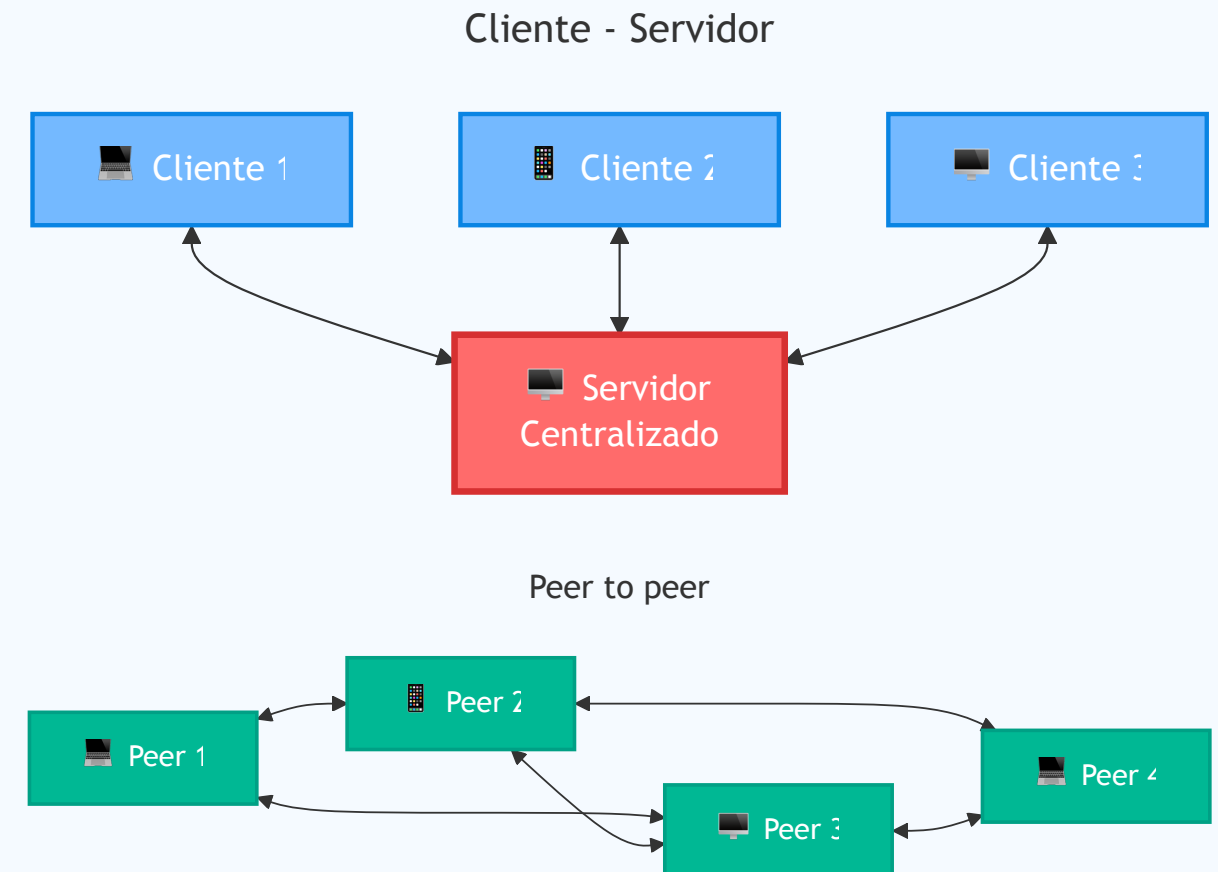 Cliente - Servidor
Cliente 1
Cliente 2
Cliente 3
Servidor
Centralizado
Peer to peer
Peer 2
Peer 1
Peer 4
Peer 3